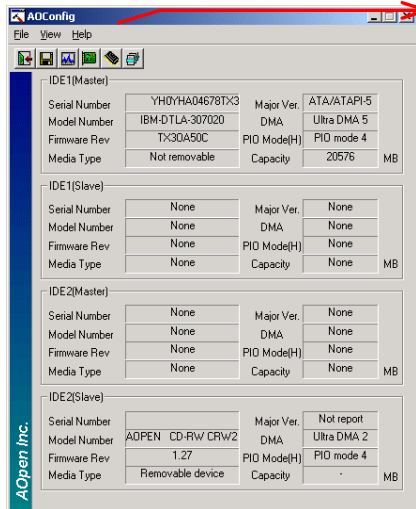 AOConfig
File View Help
IDE1(Master)
Serial Number YH0YHA04678TX3 Major Ver. ATA/ATAPI-5
Model Number IBM-DTLA-307020 DMA Ultra DMA 5
Firmware Rev TX3OA50C PIO Mode(H) PIO mode 4
Media Type Not removable Capacity 20576 MB
IDE1(Slave)
Serial Number None Major Ver. None
Model Number None DMA None
Firmware Rev None PIO Mode(H) None
Media Type None Capacity None MB
IDE2(Master)
Serial Number None Major Ver. None
Model Number None DMA None
Firmware Rev None PIO Mode(H) None
Media Type None Capacity None MB
IDE2(Slave)
Serial Number Major Ver. Not report
Model Number AOPEN CD-RW CRW2 DMA Ultra DMA 2
Firmware Rev 1.27 PIO Mode(H) PIO mode 4
Media Type Removable device Capacity - MB
AOpen Inc.